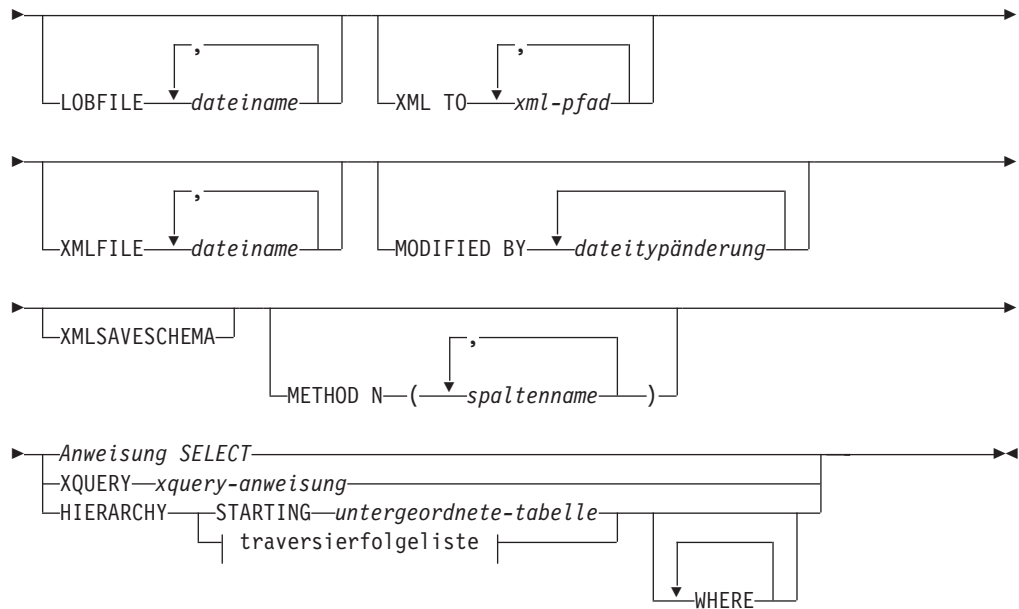 , ,
LOBFILE dateiname XML TO xml-pfad
,
XMLFILE dateiname MODIFIED BY dateitypänderung
XMLSAVESCHEMA ,
METHOD N ( spaltenname )
Anweisung SELECT
XQUERY xquery-anweisung
HIERARCHY STARTING untergeordnete-tabelle
traversierfolgeliste
WHERE